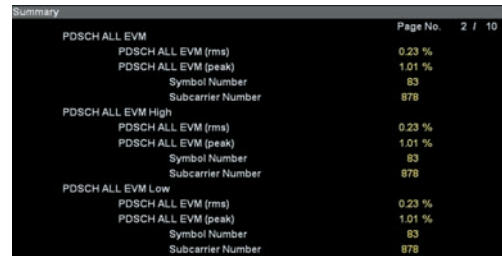 Summary
Page No. 2 / 10
PDSCH ALL EVM
PDSCH ALL EVM (rms) 0.23 %
PDSCH ALL EVM (peak) 1.01 %
Symbol Number 83
Subcarrier Number 878
PDSCH ALL EVM High
PDSCH ALL EVM (rms) 0.23 %
PDSCH ALL EVM (peak) 1.01 %
Symbol Number 83
Subcarrier Number 878
PDSCH ALL EVM Low
PDSCH ALL EVM (rms) 0.23 %
PDSCH ALL EVM (peak) 1.01 %
Symbol Number 83
Subcarrier Number 878